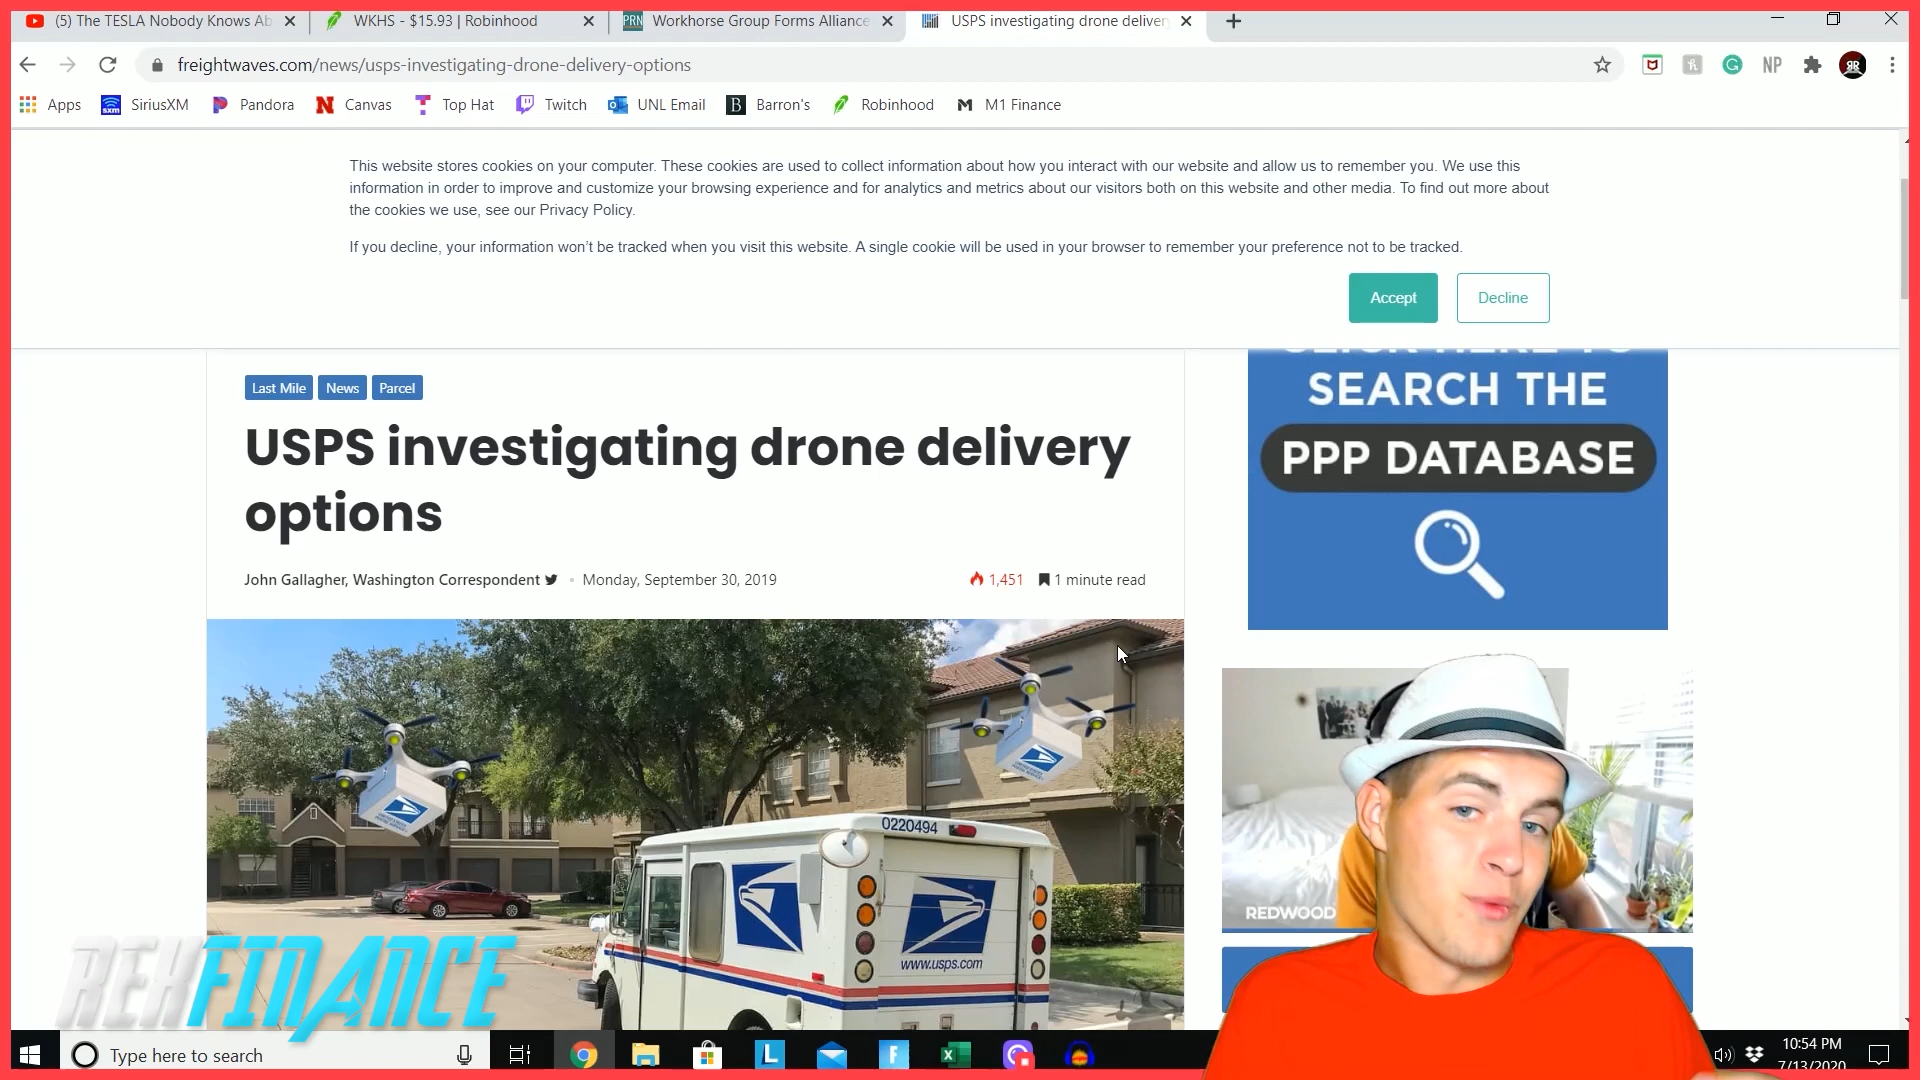 (5) The TESLA Nobody Knows Ab
WKHS - $15.93 | Robinhood
PRN Workhorse Group Forms Alliance
USPS investigating drone deliver
freightwaves.com/news/usps-investigating-drone-delivery-options
NP
Apps
SiriusXM
Pandora
Canvas
Top Hat
Twitch
UNL Email
B Barron's
Robinhood
M1 Finance
This website stores cookies on your computer. These cookies are used to collect information about how you interact with our website and allow us to remember you. We use this
information in order to improve and customize your browsing experience and for analytics and metrics about our visitors both on this website and other media. To find out more about
the cookies we use, see our Privacy Policy.
If you decline, your information won't be tracked when you visit this website. A single cookie will be used in your browser to remember your preference not to be tracked.
Accept
Decline
Last Mile
News
Parcel
USPS investigating drone delivery
options
John Gallagher, Washington Correspondent
Monday, September 30, 2019
1,451
1 minute read
SEARCH THE
PPP DATABASE
0220494
www.usps.com
REDWOOD
REXFINANCE
Type here to search
10:54 PM
7/13/2020